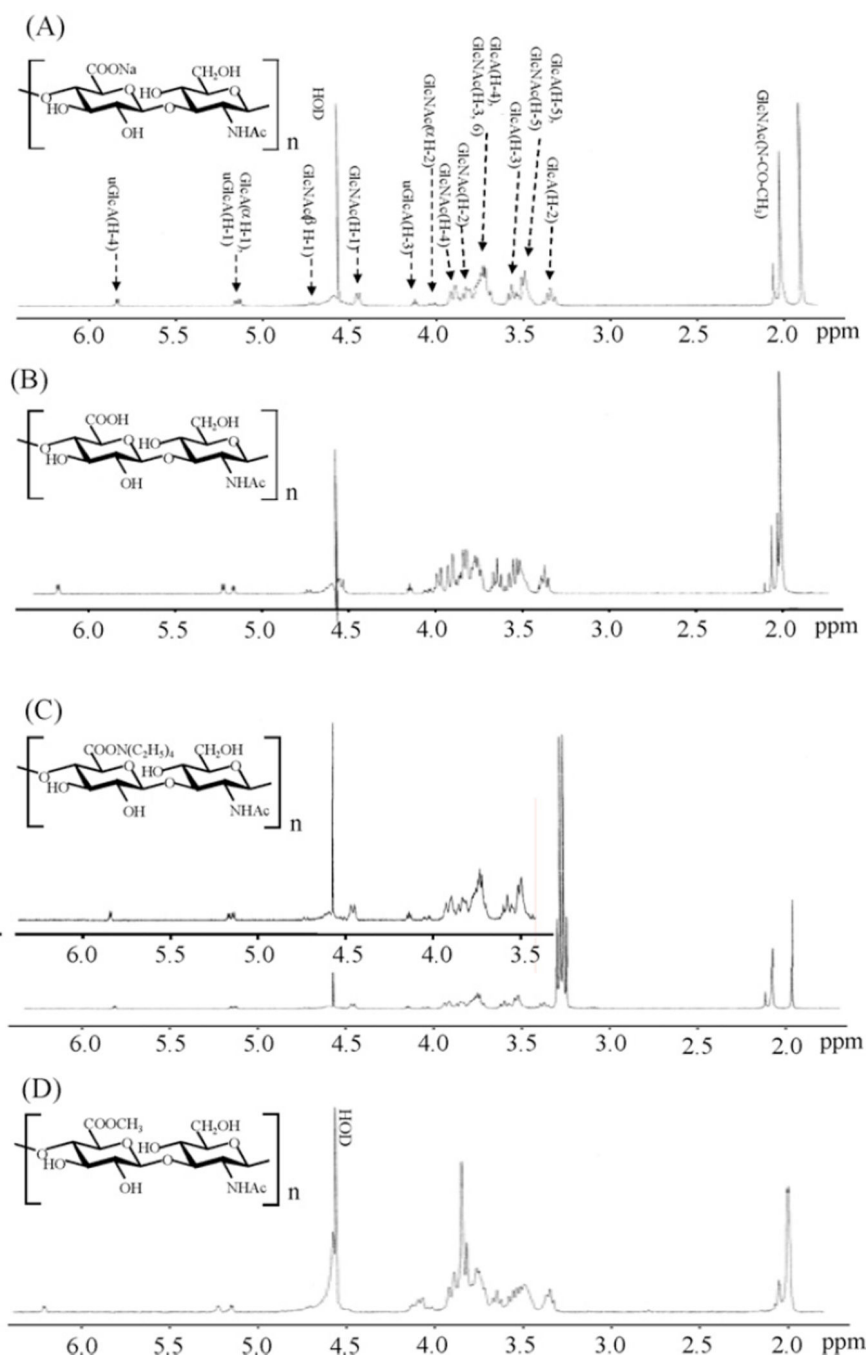 (A)
COONa
CH₂OH
O
O
HO
HO
O
O
OH
NHAc
n
uGlcA(H-4)
GlcA(α H-1),
uGlcA(H-1)
GlcNAcβ H-1)
HOD
GlcNAc(H-1)
uGlcA(H-3)
GlcNAc(α H-2)
GlcNAc(H-4)
GlcNAc(H-2)
GlcA(H-4),
GlcNAc(H-3, 6)
GlcA(H-3)
GlcA(H-5),
GlcNAc(H-5)
GlcA(H-2)
GlcNAc(N-CO-CH₃)
6.0 5.5 5.0 4.5 4.0 3.5 3.0 2.5 2.0 ppm
(B)
COOH
CH₂OH
O
O
HO
HO
O
O
OH
NHAc
n
6.0 5.5 5.0 4.5 4.0 3.5 3.0 2.5 2.0 ppm
(C)
COON(C₂H₅)₄
CH₂OH
O
O
HO
HO
O
O
OH
NHAc
n
6.0 5.5 5.0 4.5 4.0 3.5
6.0 5.5 5.0 4.5 4.0 3.5 3.0 2.5 2.0 ppm
(D)
COOCH₃
CH₂OH
O
O
HO
HO
O
O
OH
NHAc
n
HOD
6.0 5.5 5.0 4.5 4.0 3.5 3.0 2.5 2.0 ppm